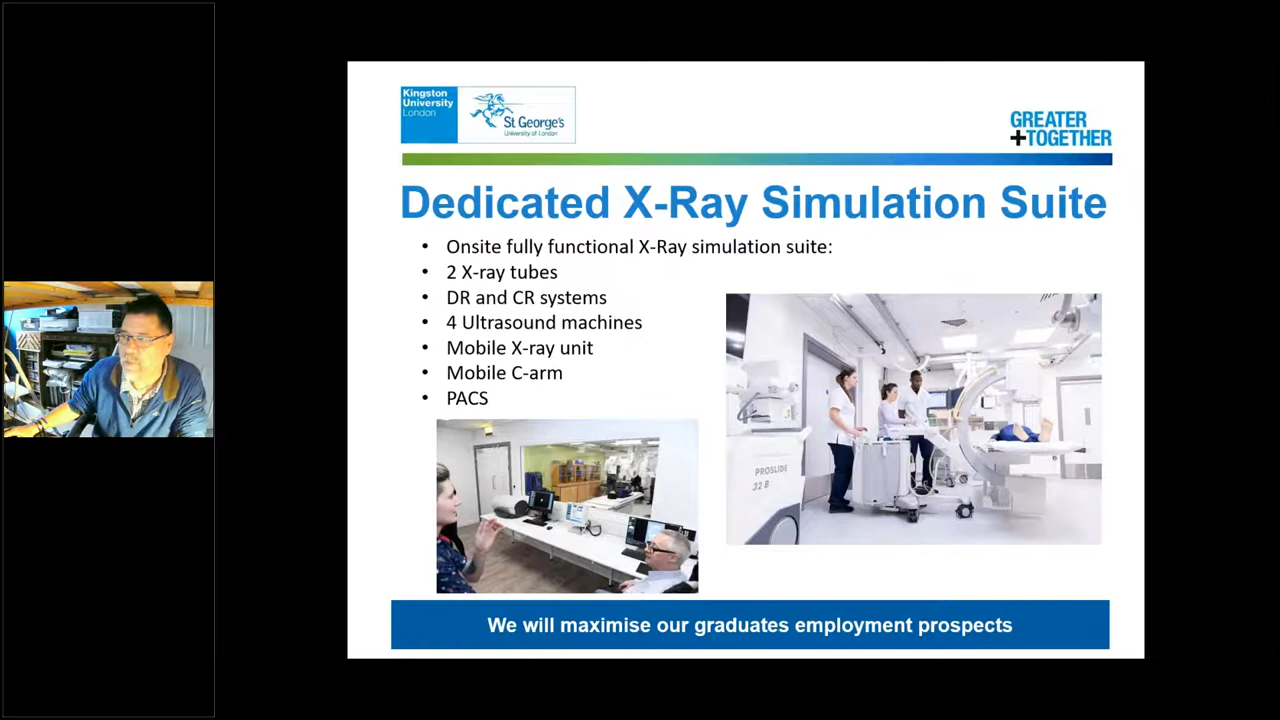 Kingston
University
London
St George's
University of London
GREATER
+TOGETHER
Dedicated X-Ray Simulation Suite
• Onsite fully functional X-Ray simulation suite:
• 2 X-ray tubes
• DR and CR systems
• 4 Ultrasound machines
• Mobile X-ray unit
• Mobile C-arm
• PACS
PROSLIDE
32 B
We will maximise our graduates employment prospects